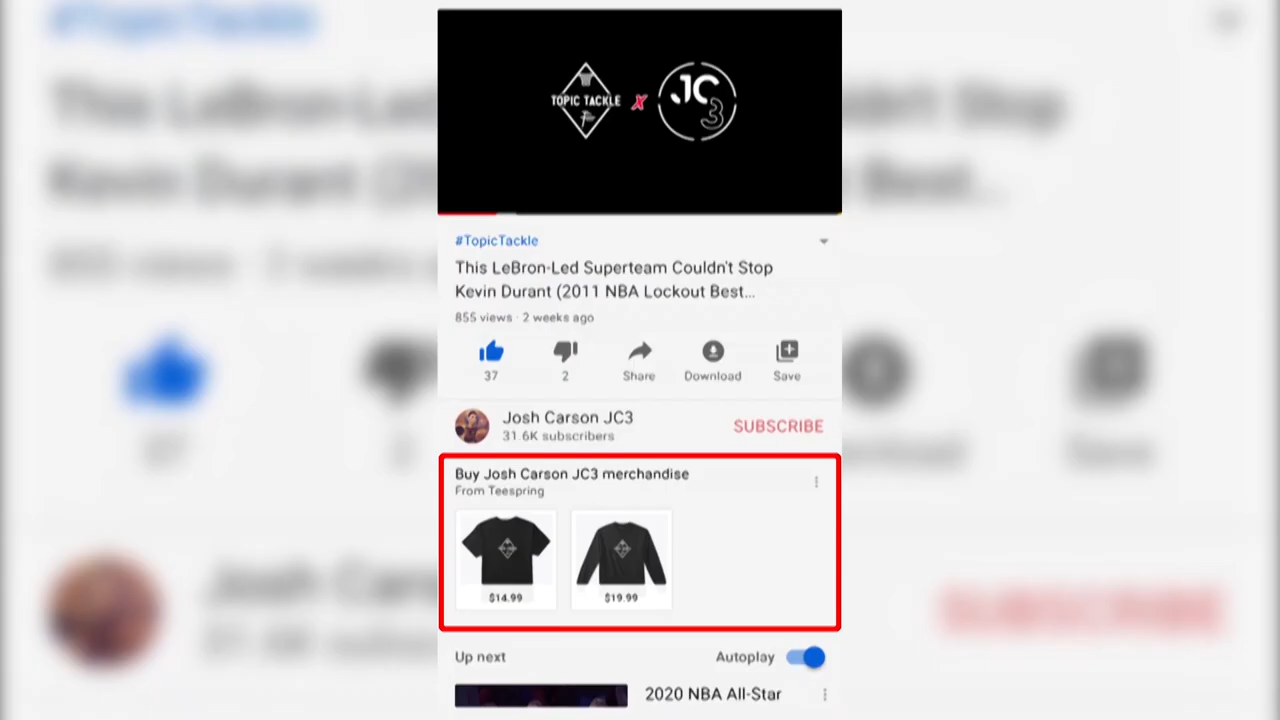 TOPIC TACKLE X JC
3
#TopicTackle
This LeBron-Led Superteam Couldn't Stop
Kevin Durant (2011 NBA Lockout Best...
855 views · 2 weeks ago
37
2
Share
Download
Save
Josh Carson JC3
31.6K subscribers
SUBSCRIBE
Buy Josh Carson JC3 merchandise
From Teespring
$14.99
$19.99
Up next
Autoplay
2020 NBA All-Star